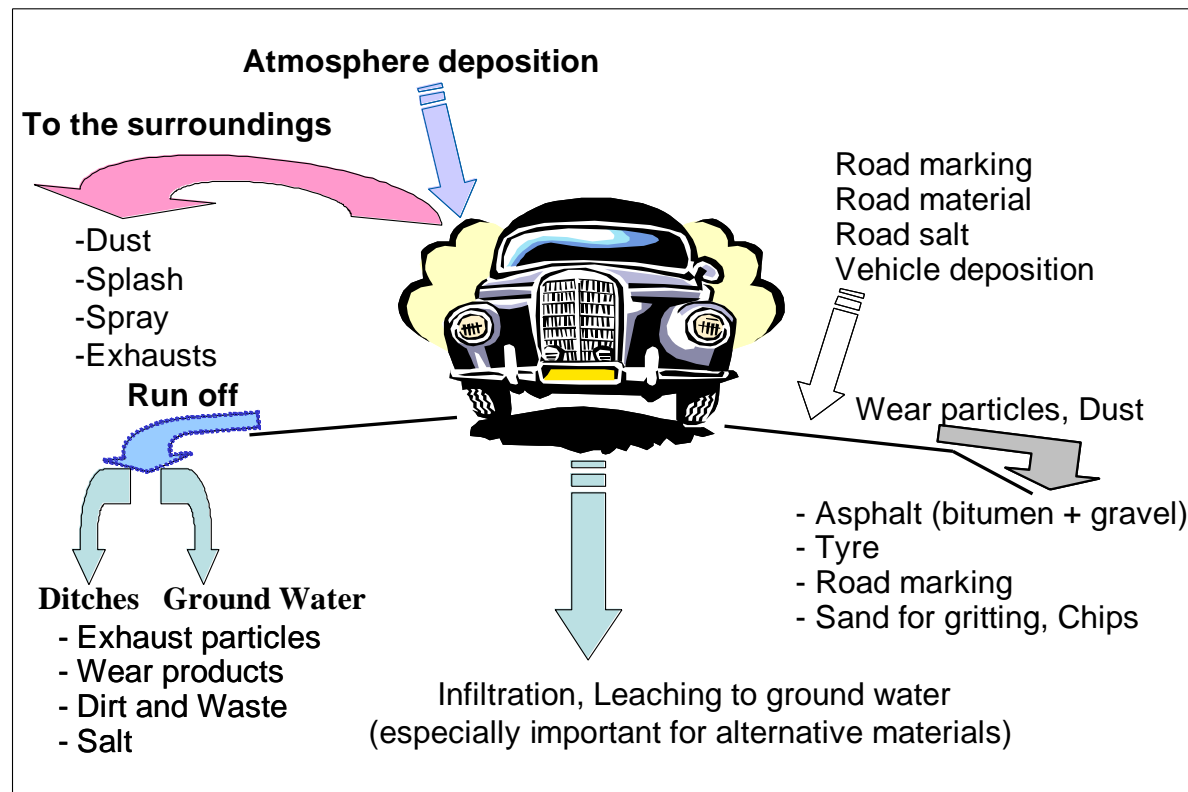 Atmosphere deposition
To the surroundings
-Dust
-Splash
-Spray
-Exhausts
Road marking
Road material
Road salt
Vehicle deposition
Run off
Wear particles, Dust
- Asphalt (bitumen + gravel)
- Tyre
- Road marking
- Sand for gritting, Chips
Ditches Ground Water
- Exhaust particles
- Wear products
- Dirt and Waste
- Salt
Infiltration, Leaching to ground water
(especially important for alternative materials)